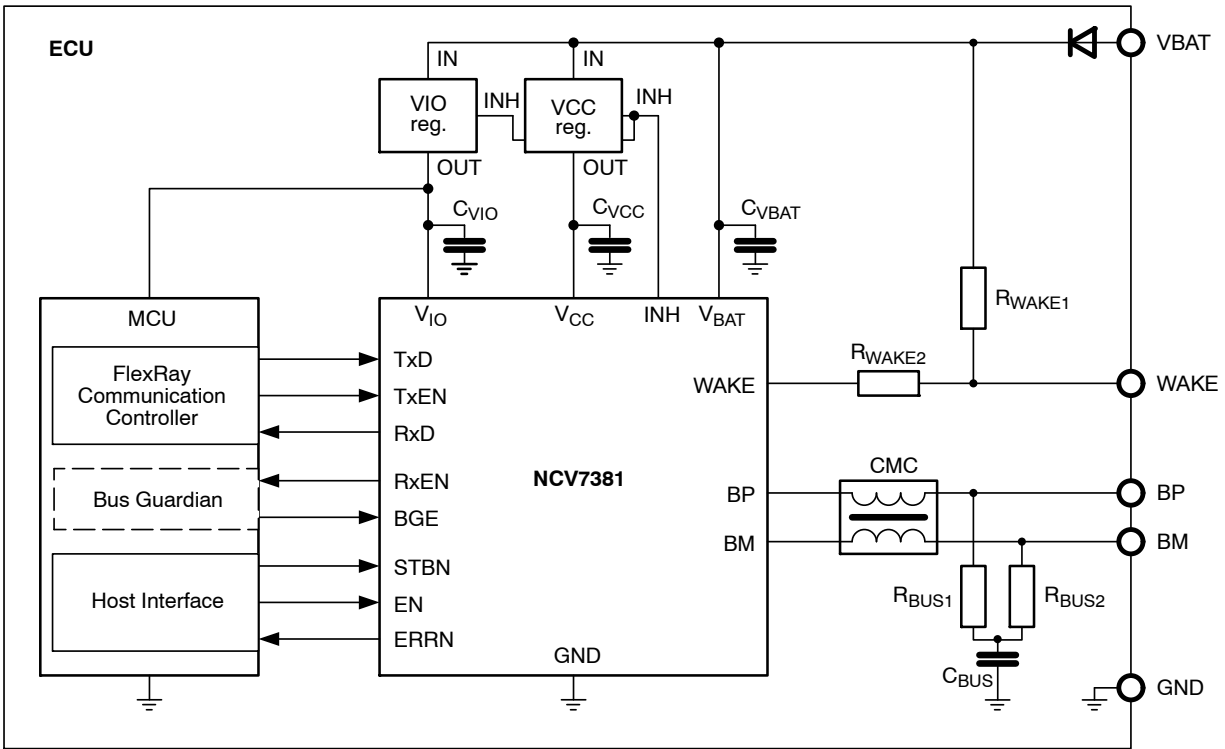 ECU
VBAT
IN
IN
VIO
reg.
INH
VCC
reg.
INH
OUT
OUT
CVIO
CVCC
CVBAT
MCU
VIO
VCC
INH
VBAT
RWAKE1
FlexRay
Communication
Controller
TxD
TxEN
RxD
WAKE
RWAKE2
WAKE
Bus Guardian
RxEN
BGE
NCV7381
CMC
BP
BM
BP
BM
Host Interface
STBN
EN
ERRN
RBUS1
RBUS2
GND
CBUS
GND